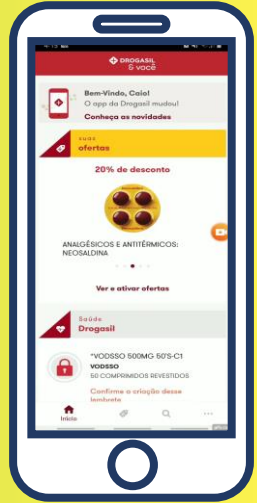 DROGASIL
& você
Bem-Vindo, Caio!
O app da Drogasil mudou!
Conheça as novidades
suas
ofertas
20% de desconto
ANALGÉSICOS E ANTITÉRMICOS:
NEOSALDINA
Ver e ativar ofertas
Saúde
Drogasil
*VODSSO 500MG 50'S-C1
VODSSO
50 COMPRIMIDOS REVESTIDOS
Confirme a criação desse
lembrete
Início